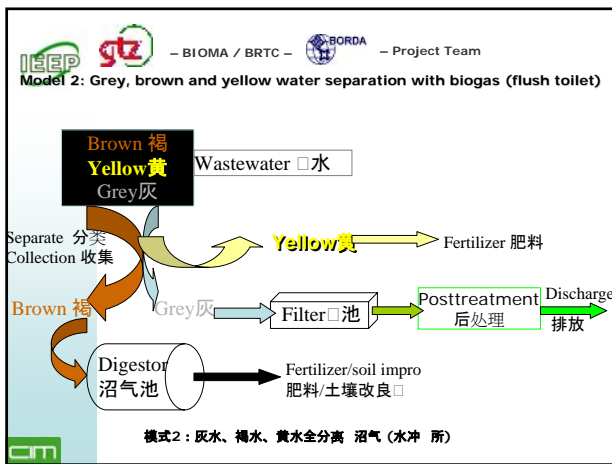 IEEP gtz – BIOMA / BRTC – BORDA – Project Team
Model 2: Grey, brown and yellow water separation with biogas (flush toilet)
Brown 褐
Yellow黄
Grey灰
Wastewater □水
Separate 分类
Collection 收集
Yellow黄
Fertilizer 肥料
Brown 褐
Grey灰
Filter□池
Posttreatment
后处理
Discharge
排放
Digestor
沼气池
Fertilizer/soil impro
肥料/土壤改良□
模式2：灰水、褐水、黄水全分离 沼气（水冲 所）
cim